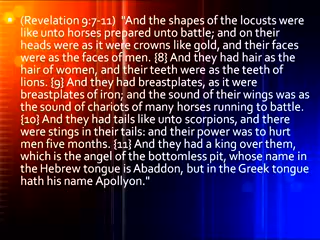 (Revelation 9:7-11)  "And the shapes of the locusts were
like unto horses prepared unto battle; and on their
heads were as it were crowns like gold, and their faces
were as the faces of men. {8} And they had hair as the
hair of women, and their teeth were as the teeth of
lions. {9} And they had breastplates, as it were
breastplates of iron; and the sound of their wings was as
the sound of chariots of many horses running to battle.
{10} And they had tails like unto scorpions, and there
were stings in their tails: and their power was to hurt
men five months. {11} And they had a king over them,
which is the angel of the bottomless pit, whose name in
the Hebrew tongue is Abaddon, but in the Greek tongue
hath his name Apollyon."